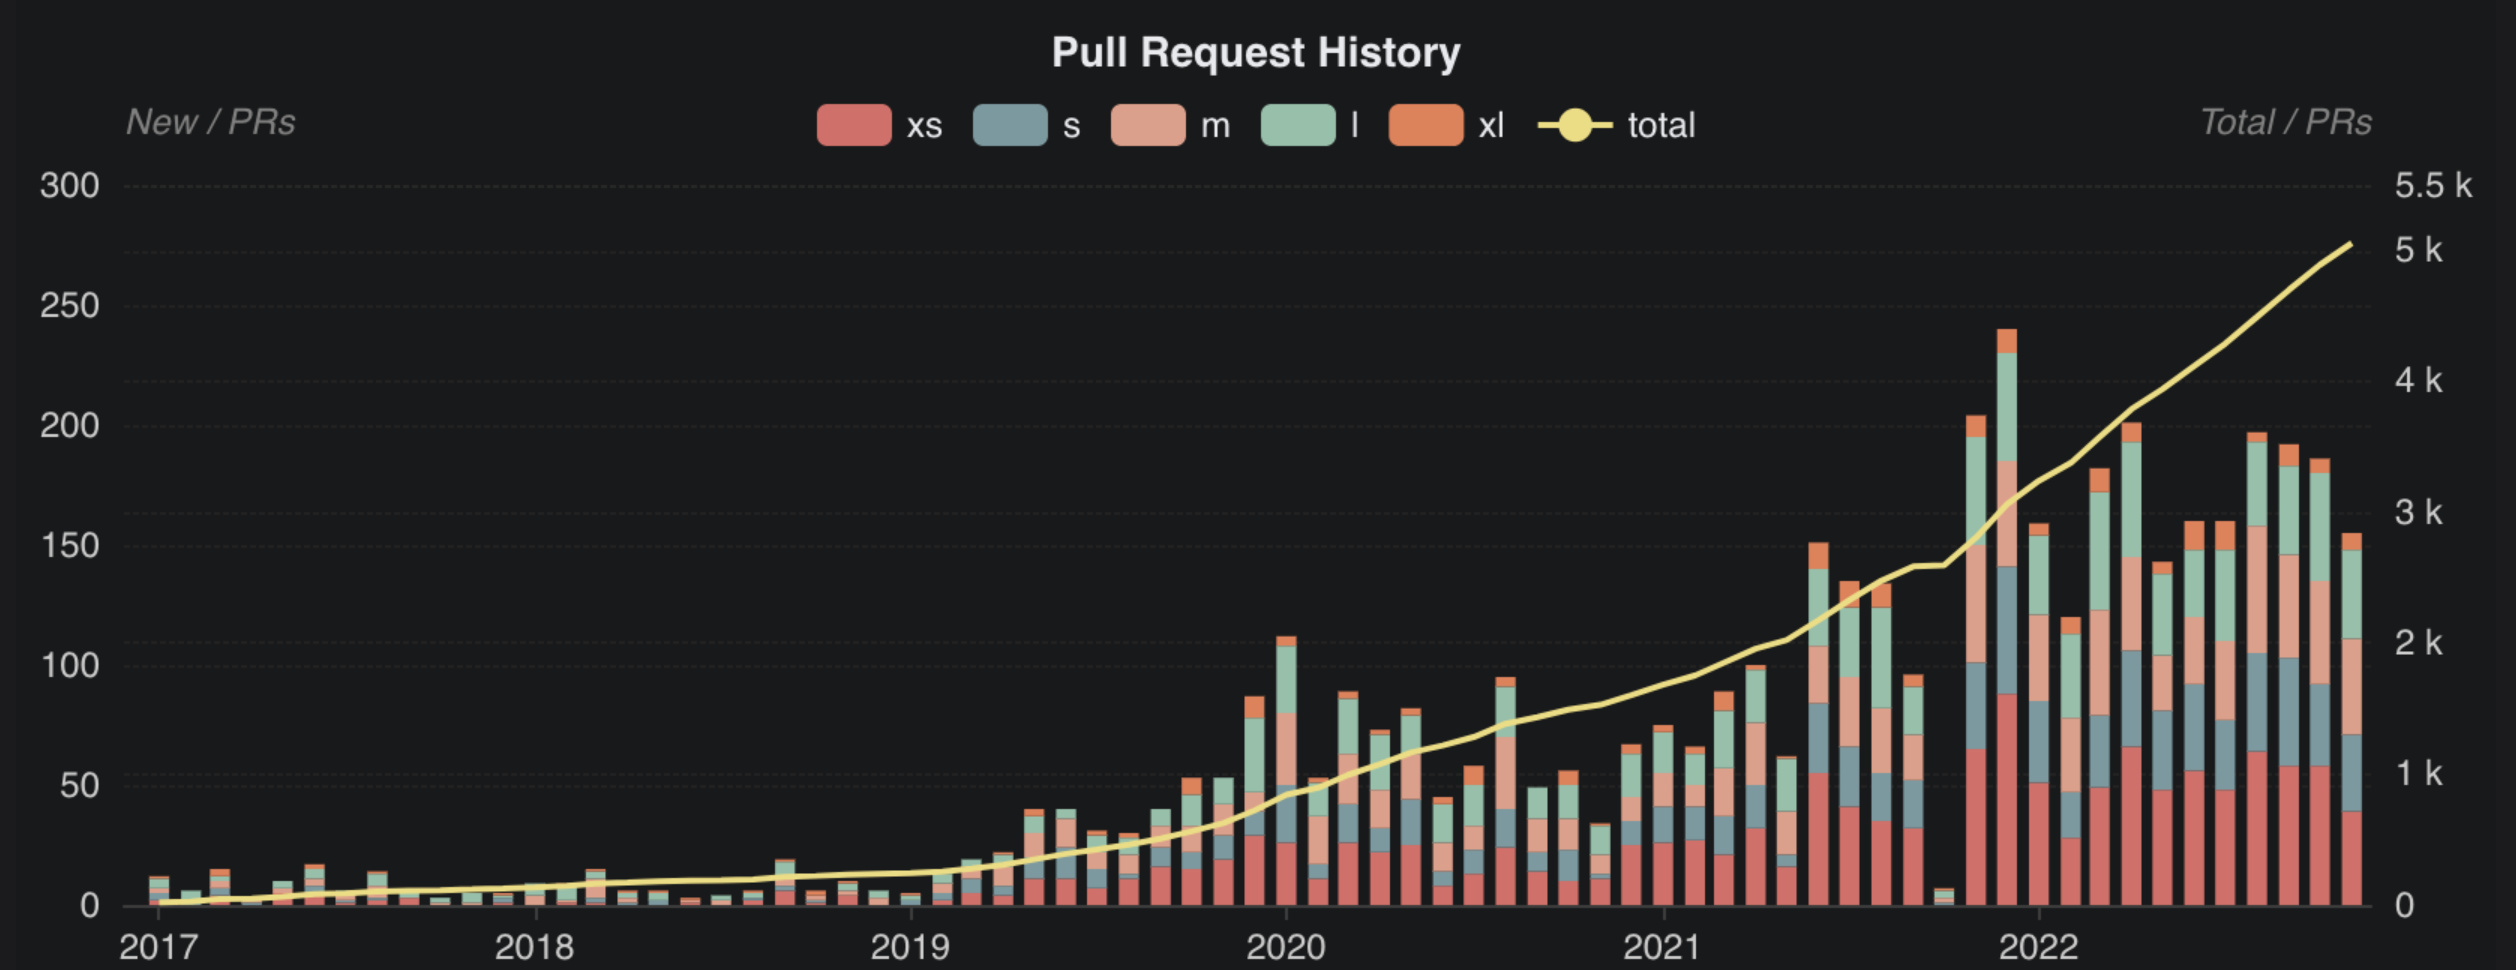 Pull Request History
New / PRs
xs s m l xl total
Total / PRs
300
250
200
150
100
50
0
5.5 k
5 k
4 k
3 k
2 k
1 k
0
2017 2018 2019 2020 2021 2022